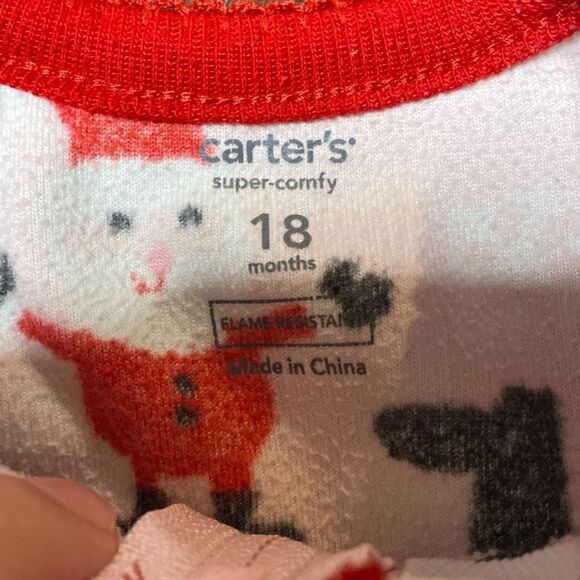 carter's
super-comfy
18
months
FLAME RESISTANT
Made in China